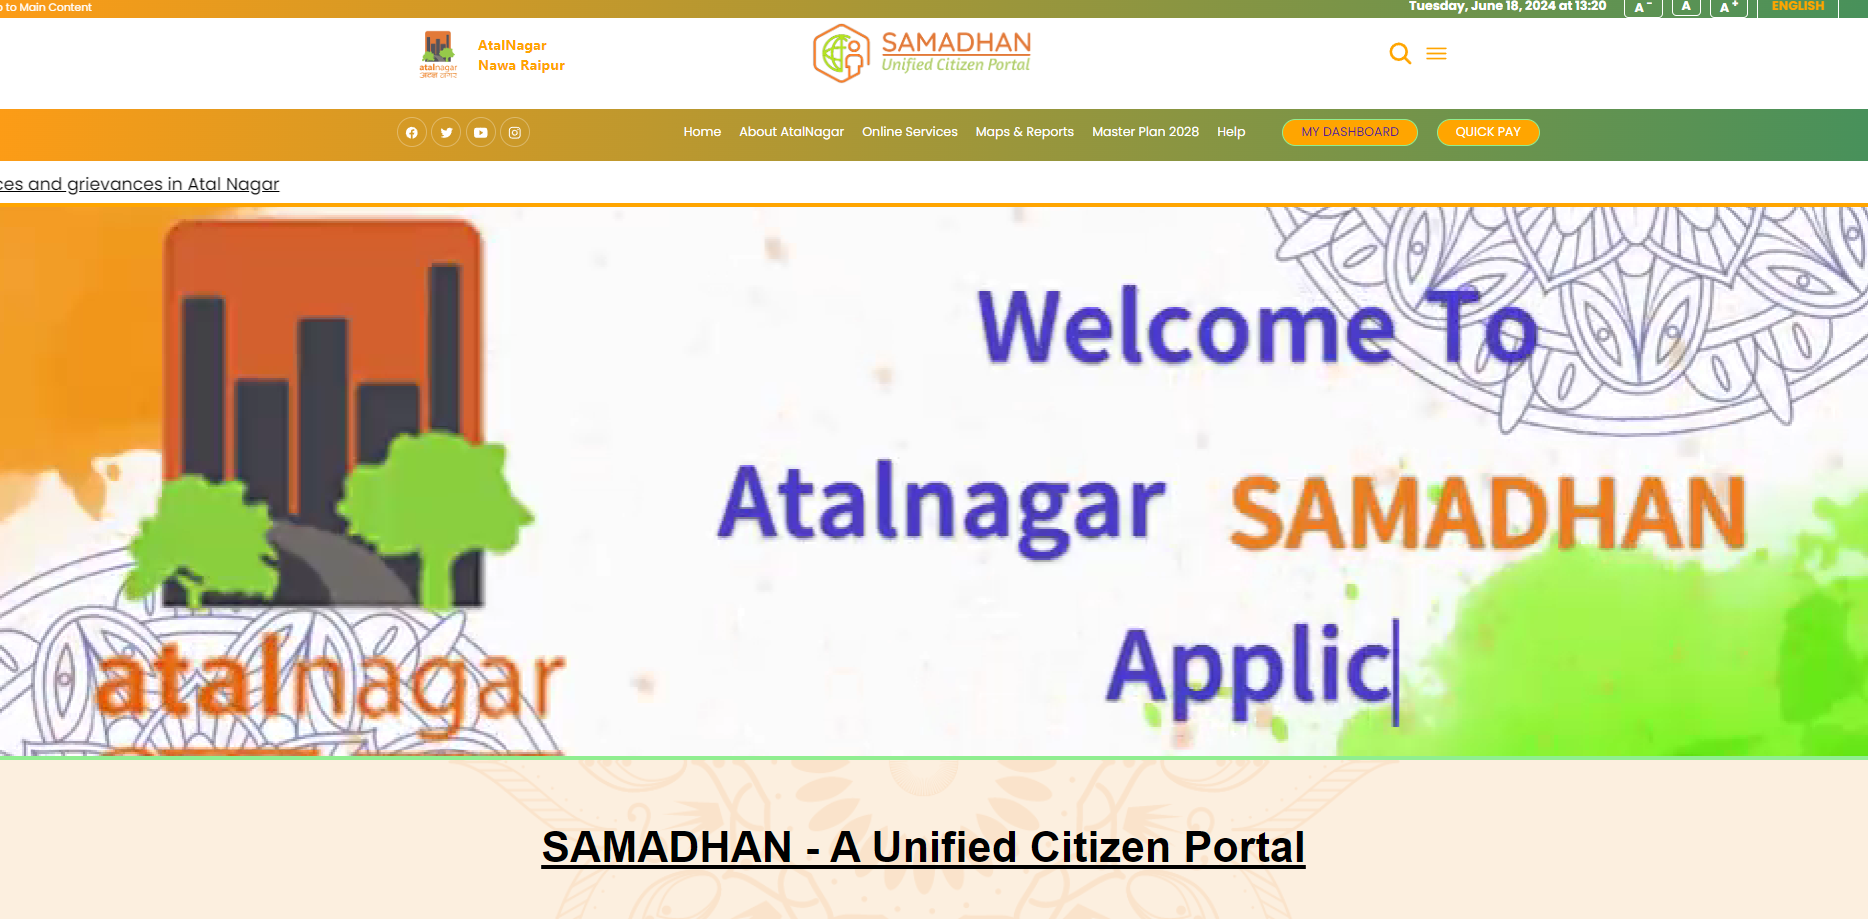 to Main Content
Tuesday, June 18, 2024 at 13:20
A-
A
A+
ENGLISH
atalnagar
AtalNagar
Nawa Raipur
SAMADHAN
Unified Citizen Portal
Home
About AtalNagar
Online Services
Maps & Reports
Master Plan 2028
Help
MY DASHBOARD
QUICK PAY
ces and grievances in Atal Nagar
Welcome To
Atalnagar SAMADHAN
Applic
atalnagar
SAMADHAN - A Unified Citizen Portal